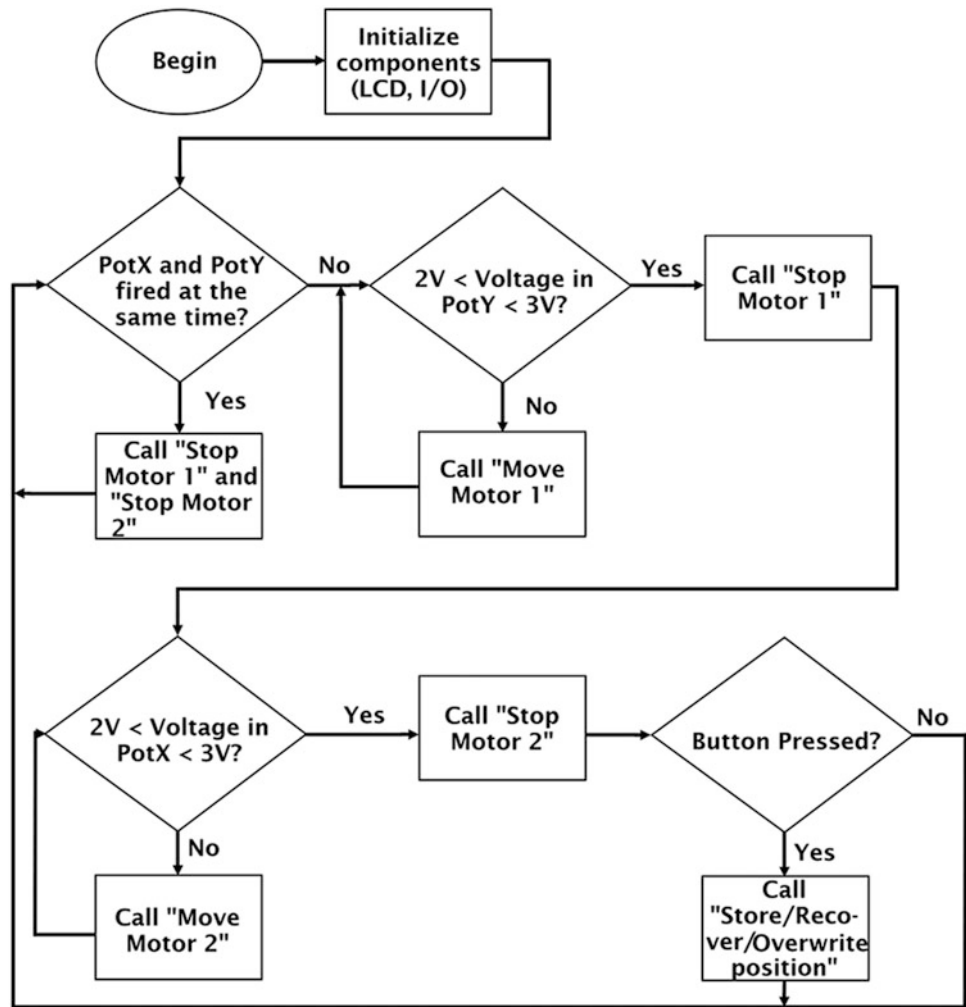 Begin
Initialize
components
(LCD, I/O)
PotX and PotY
fired at the
same time?
No
2V < Voltage in
PotY < 3V?
Yes
Call "Stop
Motor 1"
Yes
Call "Stop
Motor 1" and
"Stop Motor
2"
No
Call "Move
Motor 1"
2V < Voltage in
PotX < 3V?
Yes
Call "Stop
Motor 2"
Button Pressed?
No
No
Call "Move
Motor 2"
Yes
Call
"Store/Reco-
ver/Overwrite
position"